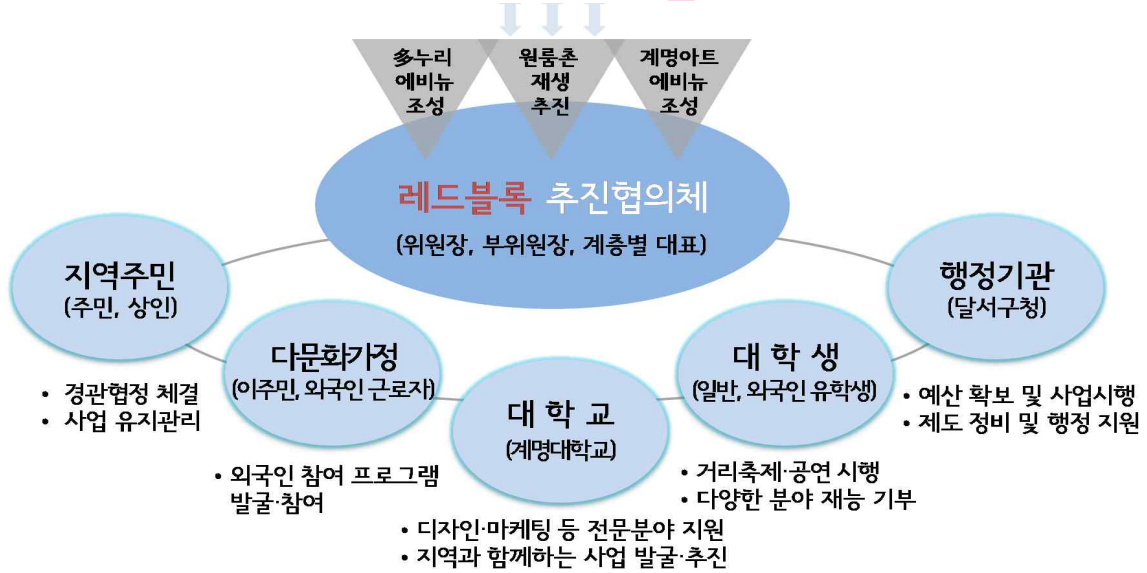 多누리
에비뉴
조성
원룸촌
재생
추진
계명아트
에비뉴
조성
레드블록 추진협의체
(위원장, 부위원장, 계층별 대표)
지역주민
(주민, 상인)
• 경관협정 체결
• 사업 유지관리
다문화가정
(이주민, 외국인 근로자)
• 외국인 참여 프로그램
발굴·참여
대 학 교
(계명대학교)
• 디자인·마케팅 등 전문분야 지원
• 지역과 함께하는 사업 발굴·추진
대 학 생
(일반, 외국인 유학생)
• 거리축제·공연 시행
• 다양한 분야 재능 기부
행정기관
(달서구청)
• 예산 확보 및 사업시행
• 제도 정비 및 행정 지원